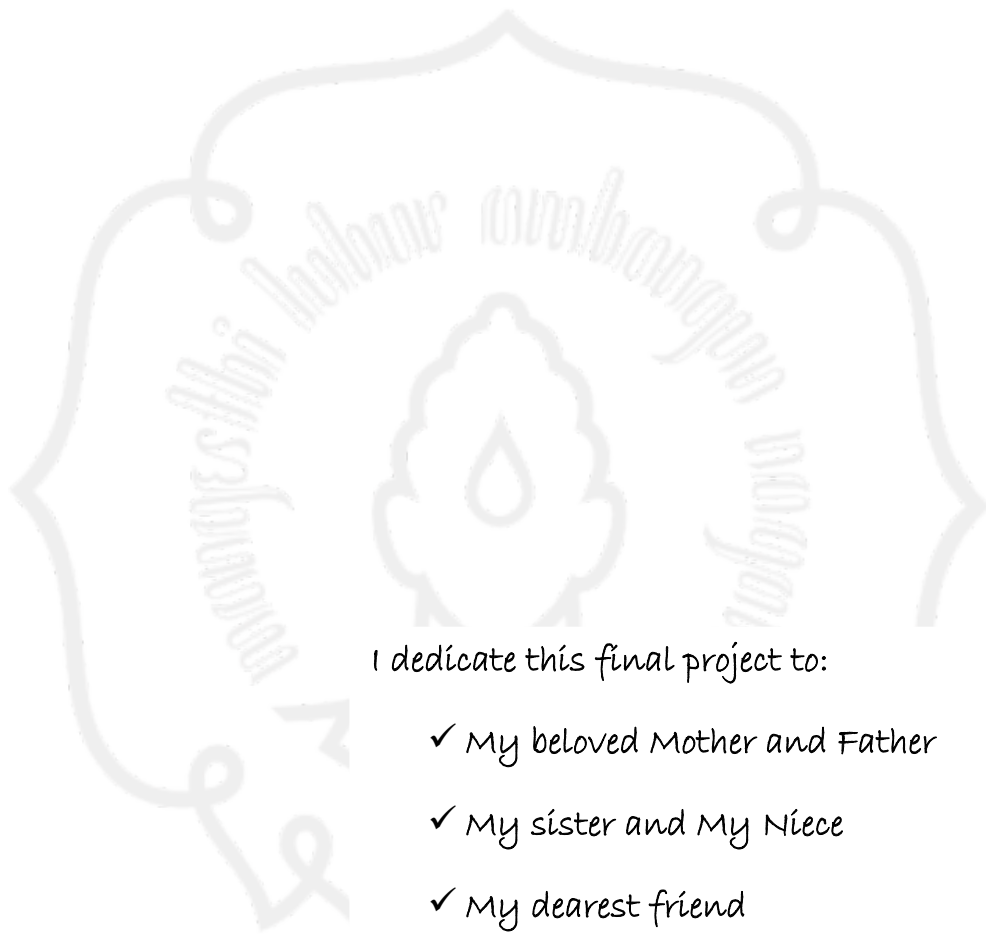 I dedicate this final project to:
✓ My beloved Mother and Father
✓ My sister and My Niece
✓ My dearest friend